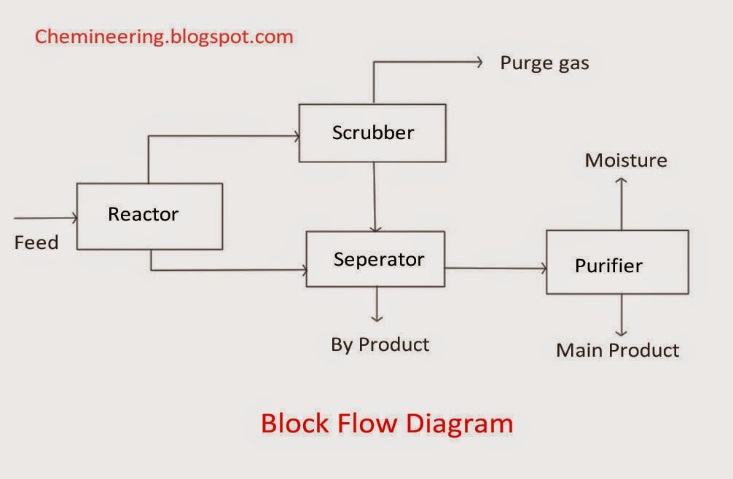 Chemineering.blogspot.com
Purge gas
Scrubber
Moisture
Reactor
Feed
Seperator
Purifier
By Product
Main Product
Block Flow Diagram